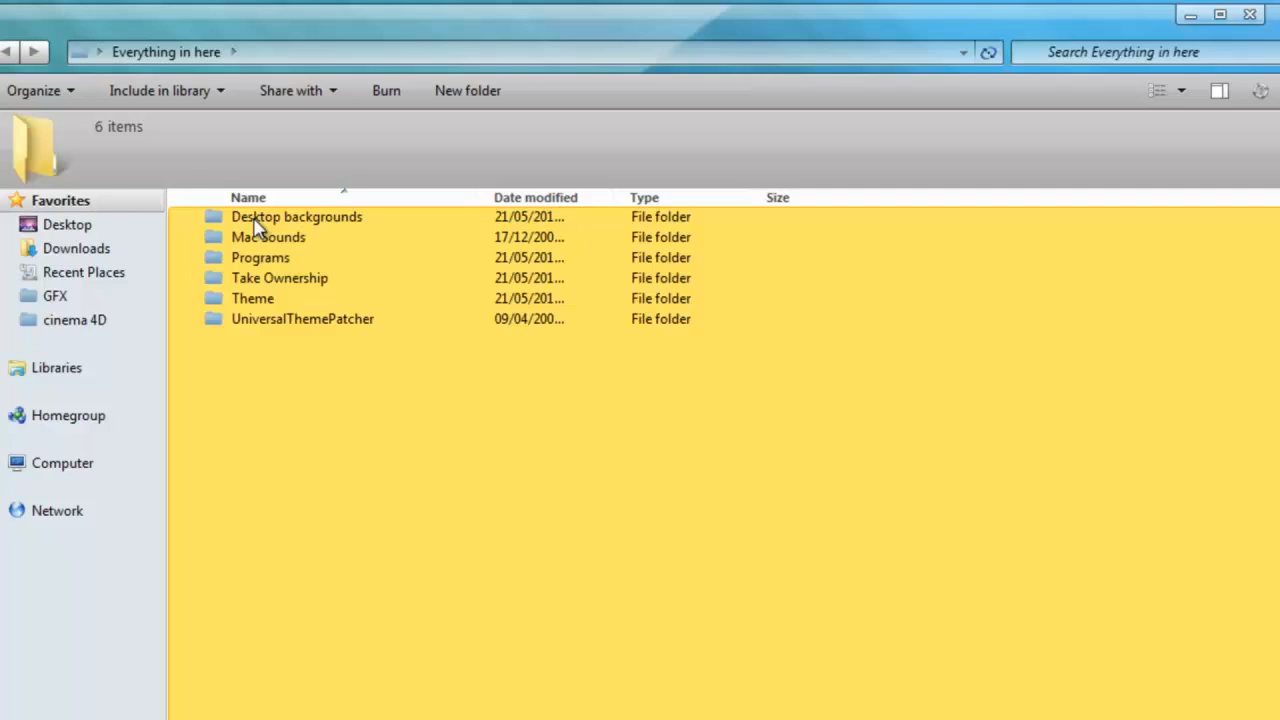 Everything in here
Search Everything in here
Organize Include in library Share with Burn New folder
6 items
Favorites
Desktop
Downloads
Recent Places
GFX
cinema 4D
Libraries
Homegroup
Computer
Network
Name Date modified Type Size
Desktop backgrounds 21/05/201... File folder
Mac Sounds 17/12/200... File folder
Programs 21/05/201... File folder
Take Ownership 21/05/201... File folder
Theme 21/05/201... File folder
UniversalThemePatcher 09/04/200... File folder